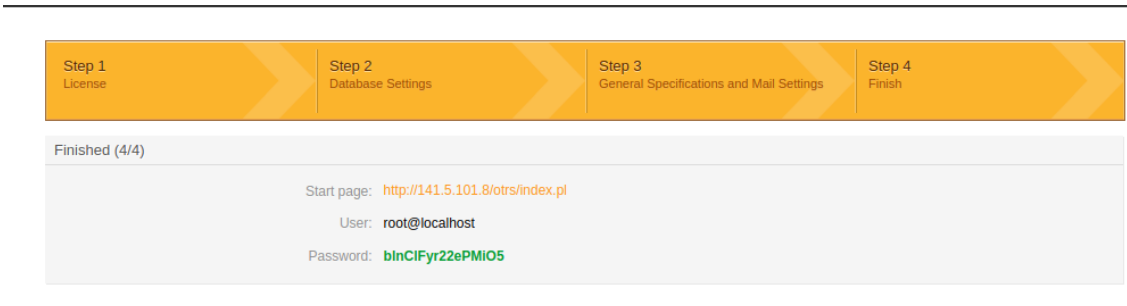 Step 1
License
Step 2
Database Settings
Step 3
General Specifications and Mail Settings
Step 4
Finish
Finished (4/4)
Start page: http://141.5.101.8/otrs/index.pl
User: root@localhost
Password: bInClFyr22ePMiO5